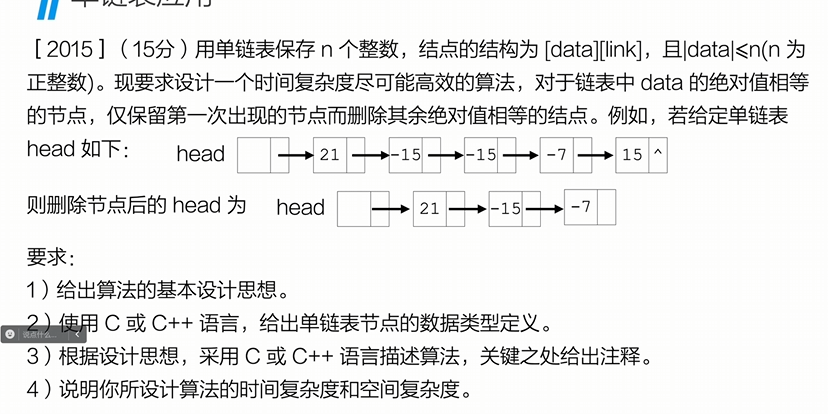 单链表应用
[ 2015 ] （ 15分 ）用单链表保存 n 个整数，结点的结构为 [data][link]，且|data|⩽n(n 为
正整数)。现要求设计一个时间复杂度尽可能高效的算法，对于链表中 data 的绝对值相等
的节点，仅保留第一次出现的节点而删除其余绝对值相等的结点。例如，若给定单链表
head 如下： head 21 -15 -15 -7 15 ^
则删除节点后的 head 为 head 21 -15 -7
要求：
1 ）给出算法的基本设计思想。
2 ）使用 C 或 C++ 语言，给出单链表节点的数据类型定义。
3 ）根据设计思想，采用 C 或 C++ 语言描述算法，关键之处给出注释。
4 ）说明你所设计算法的时间复杂度和空间复杂度。